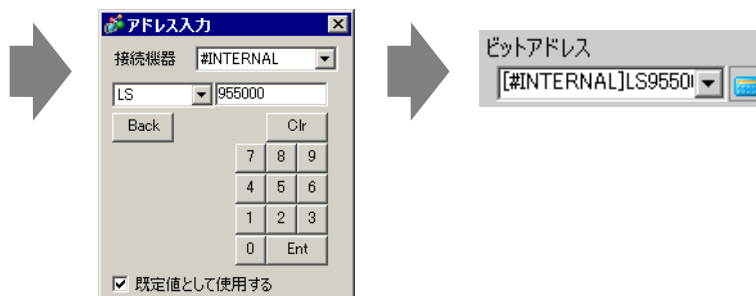 アドレス入力
接続機器 #INTERNAL
LS 955000
Back Clr
7 8 9
4 5 6
1 2 3
0 Ent
既定値として使用する
ビットアドレス
[#INTERNAL]LS9550